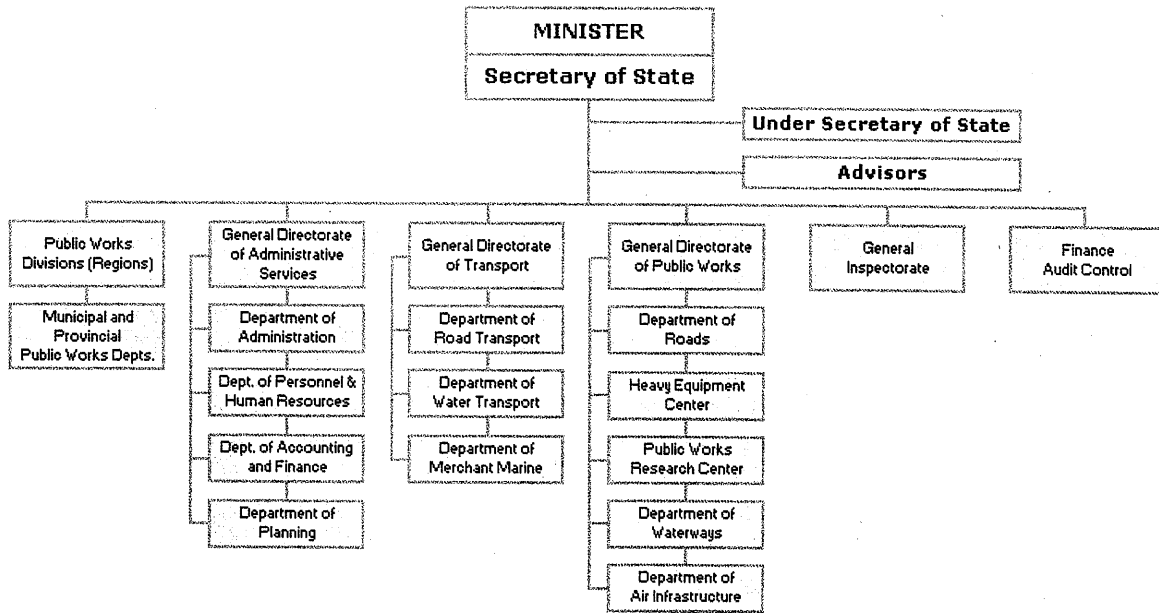 MINISTER
Secretary of State
Under Secretary of State
Advisors
Public Works
Divisions (Regions)
Municipal and
Provincial
Public Works Depts.
General Directorate
of Administrative
Services
Department of
Administration
Dept. of Personnel &
Human Resources
Dept. of Accounting
and Finance
Department of
Planning
General Directorate
of Transport
Department of
Road Transport
Department of
Water Transport
Department of
Merchant Marine
General Directorate
of Public Works
Department of
Roads
Heavy Equipment
Center
Public Works
Research Center
Department of
Waterways
Department of
Air Infrastructure
General
Inspectorate
Finance
Audit Control